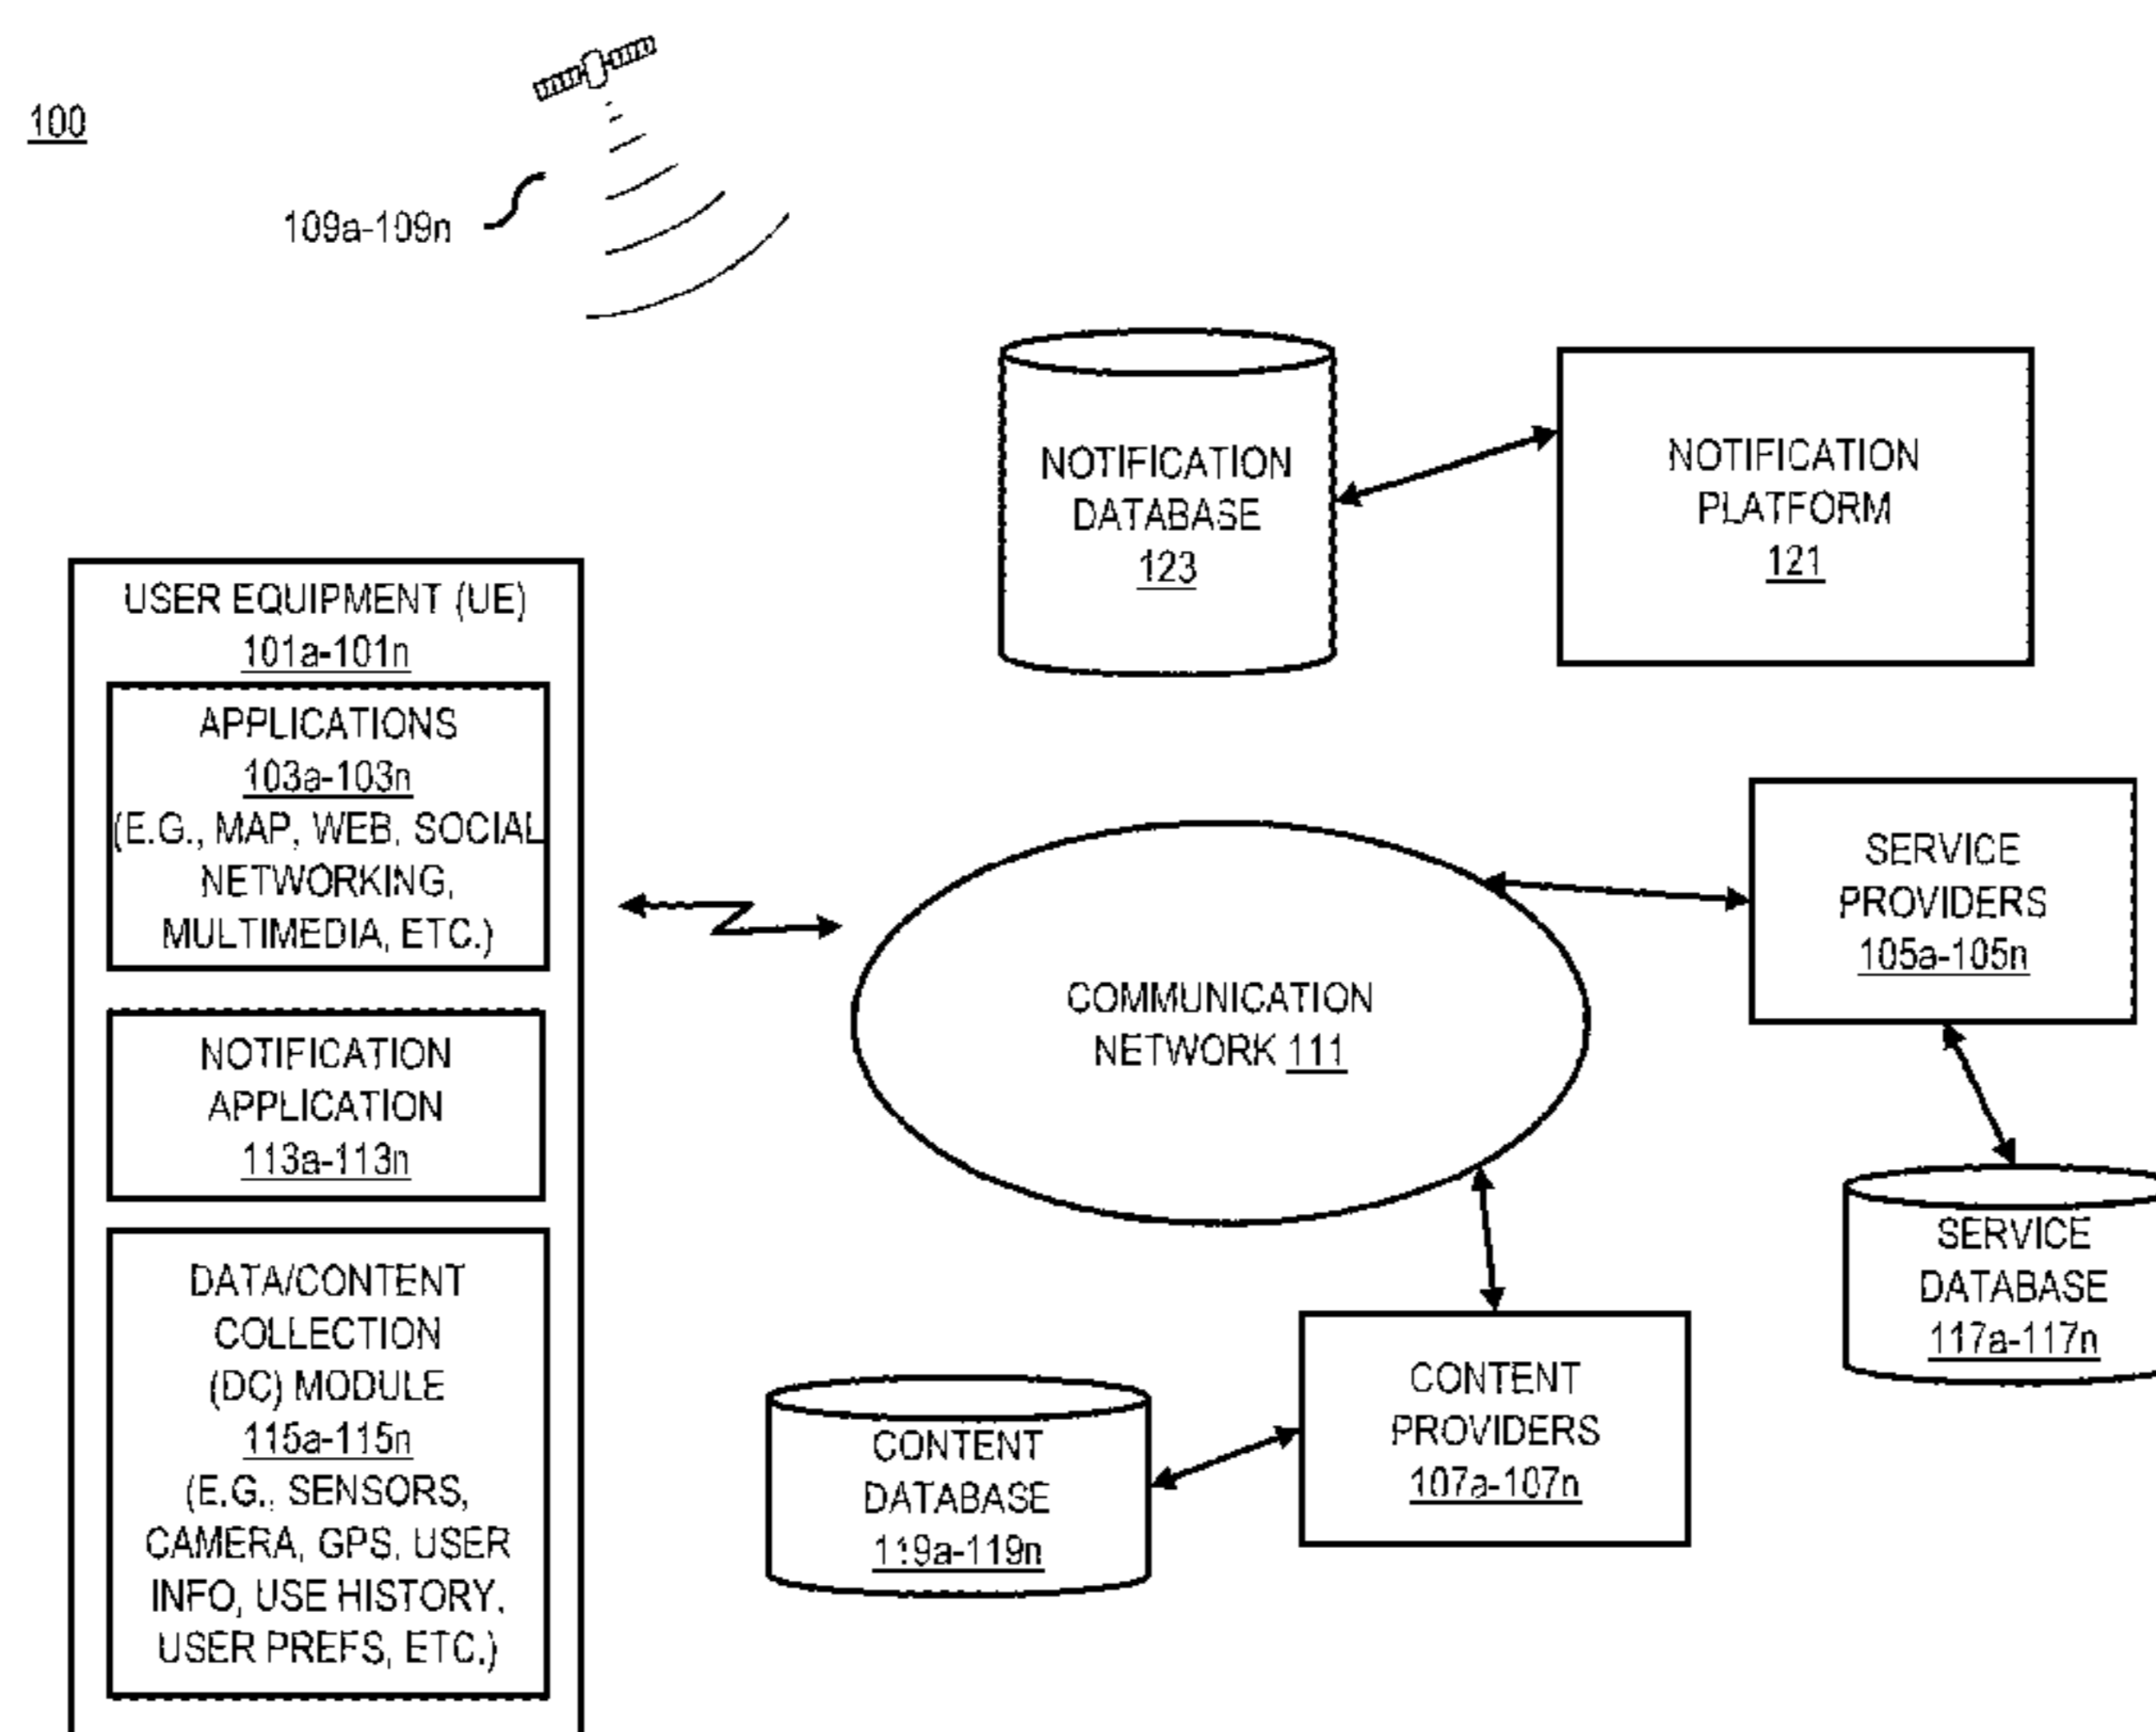 100
109a-109n
NOTIFICATION
DATABASE
123
NOTIFICATION
PLATFORM
121
USER EQUIPMENT (UE)
101a-101n
APPLICATIONS
103a-103n
(E.G., MAP, WEB, SOCIAL
NETWORKING,
MULTIMEDIA, ETC.)
NOTIFICATION
APPLICATION
113a-113n
DATA/CONTENT
COLLECTION
(DC) MODULE
115a-115n
(E.G., SENSORS,
CAMERA, GPS, USER
INFO, USE HISTORY,
USER PREFS, ETC.)
COMMUNICATION
NETWORK 111
SERVICE
PROVIDERS
105a-105n
SERVICE
DATABASE
117a-117n
CONTENT
PROVIDERS
107a-107n
CONTENT
DATABASE
119a-119n